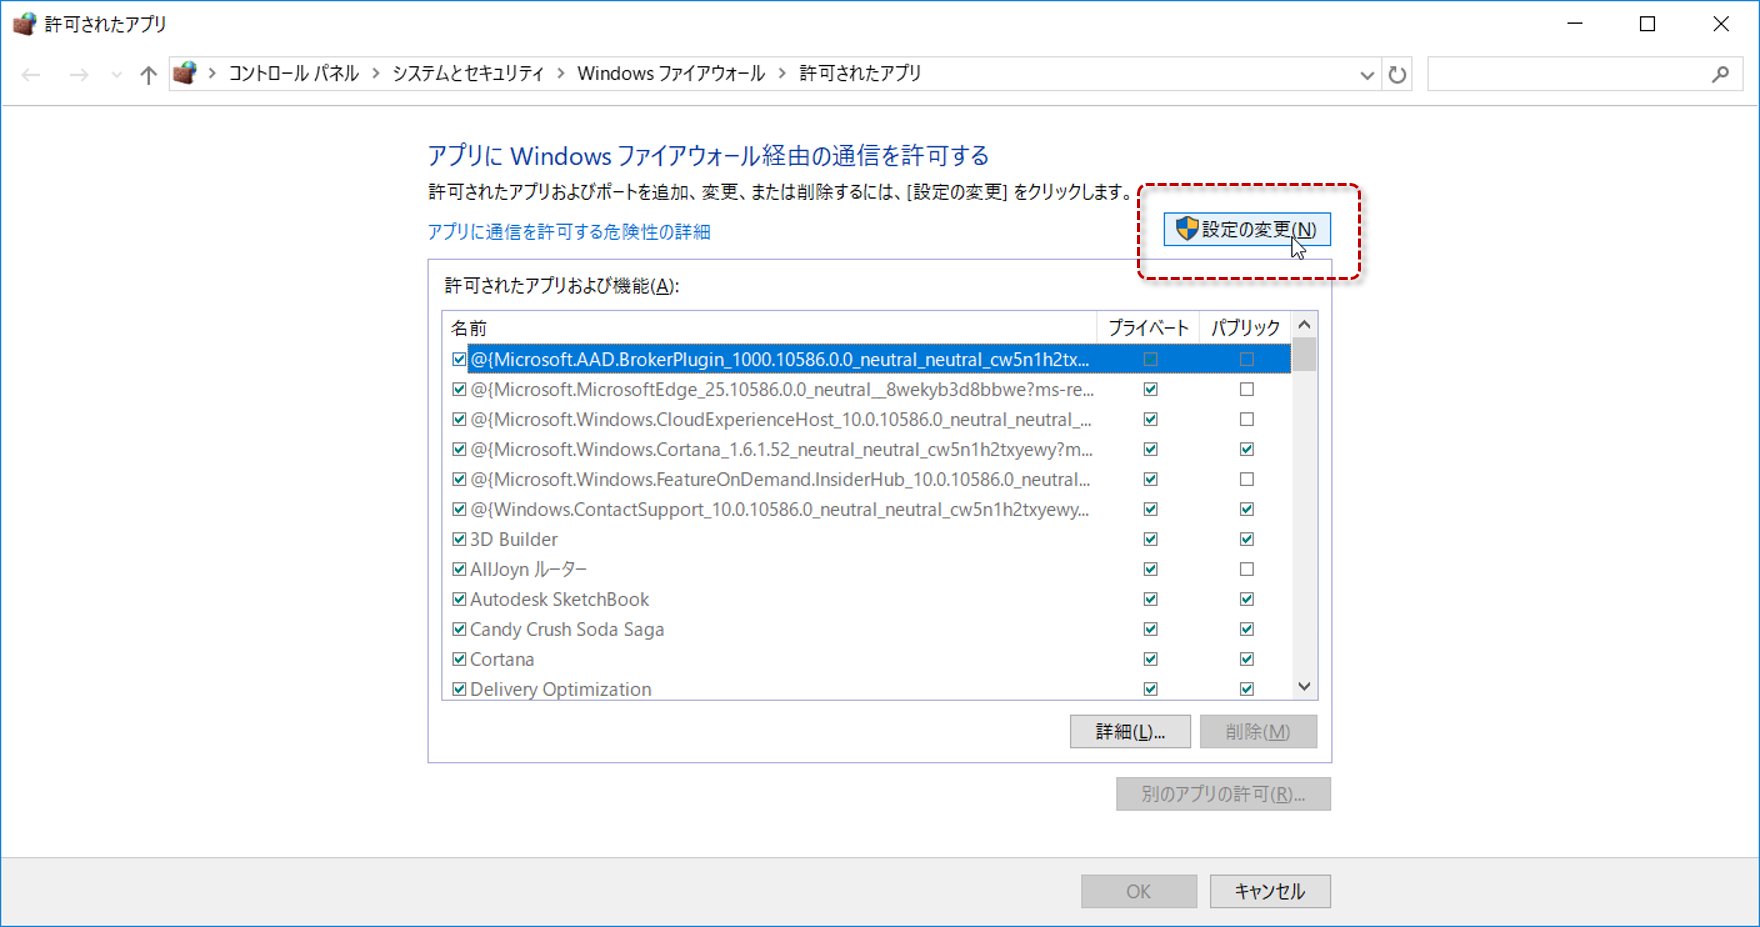 許可されたアプリ
コントロール パネル > システムとセキュリティ > Windows ファイアウォール > 許可されたアプリ
アプリに Windows ファイアウォール経由の通信を許可する
許可されたアプリおよびポートを追加、変更、または削除するには、[設定の変更] をクリックします。
アプリに通信を許可する危険性の詳細
設定の変更(N)
許可されたアプリおよび機能(A):
名前 プライベート パブリック
@{Microsoft.AAD.BrokerPlugin_1000.10586.0.0_neutral_neutral_cw5n1h2tx...
@{Microsoft.MicrosoftEdge_25.10586.0.0_neutral__8wekyb3d8bbwe?ms-re...
@{Microsoft.Windows.CloudExperienceHost_10.0.10586.0_neutral_neutral_...
@{Microsoft.Windows.Cortana_1.6.1.52_neutral_neutral_cw5n1h2txyewy?m...
@{Microsoft.Windows.FeatureOnDemand.InsiderHub_10.0.10586.0_neutral...
@{Windows.ContactSupport_10.0.10586.0_neutral_neutral_cw5n1h2txyewy...
3D Builder
AllJoyn ルーター
Autodesk SketchBook
Candy Crush Soda Saga
Cortana
Delivery Optimization
詳細(L)... 削除(M)
別のアプリの許可(R)...
OK キャンセル